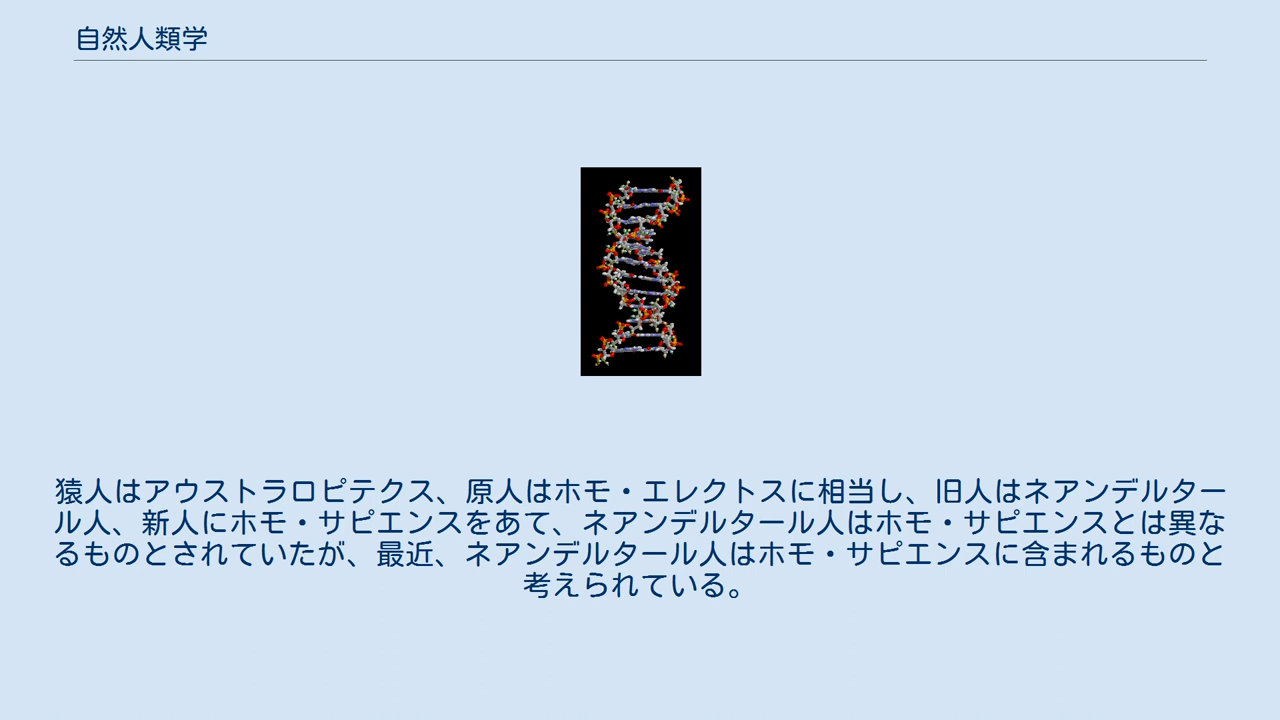 自然人類学
猿人はアウストラロピテクス、原人はホモ・エレクトスに相当し、旧人はネアンデルター
ル人、新人にホモ・サピエンスをあて、ネアンデルタール人はホモ・サピエンスとは異な
るものとされていたが、最近、ネアンデルタール人はホモ・サピエンスに含まれるものと
考えられている。